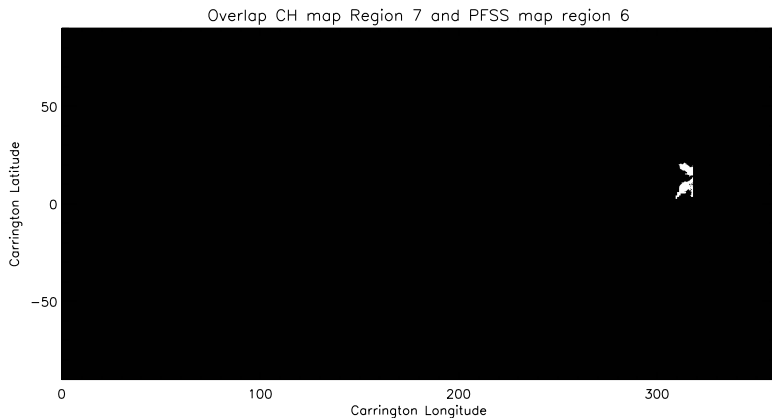 Overlap CH map Region 7 and PFSS map region 6
50
0
−50
Carrington Latitude
0 100 200 300
Carrington Longitude